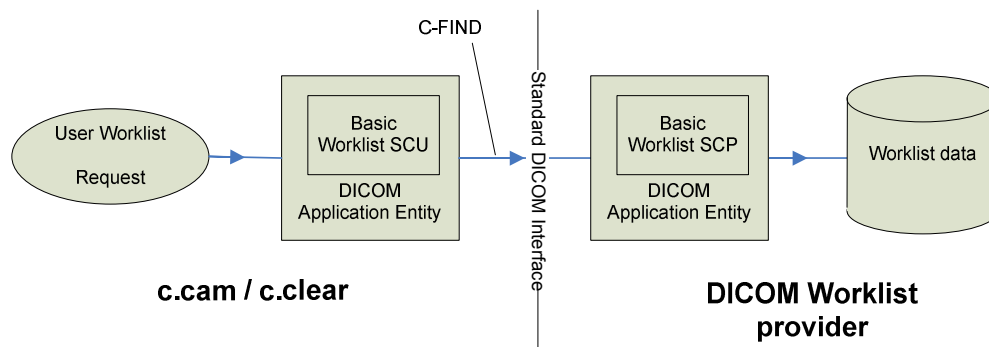 C-FIND
User Worklist
Request
Basic
Worklist SCU
DICOM
Application Entity
Standard DICOM Interface
Basic
Worklist SCP
DICOM
Application Entity
Worklist data
c.cam / c.clear
DICOM Worklist
provider